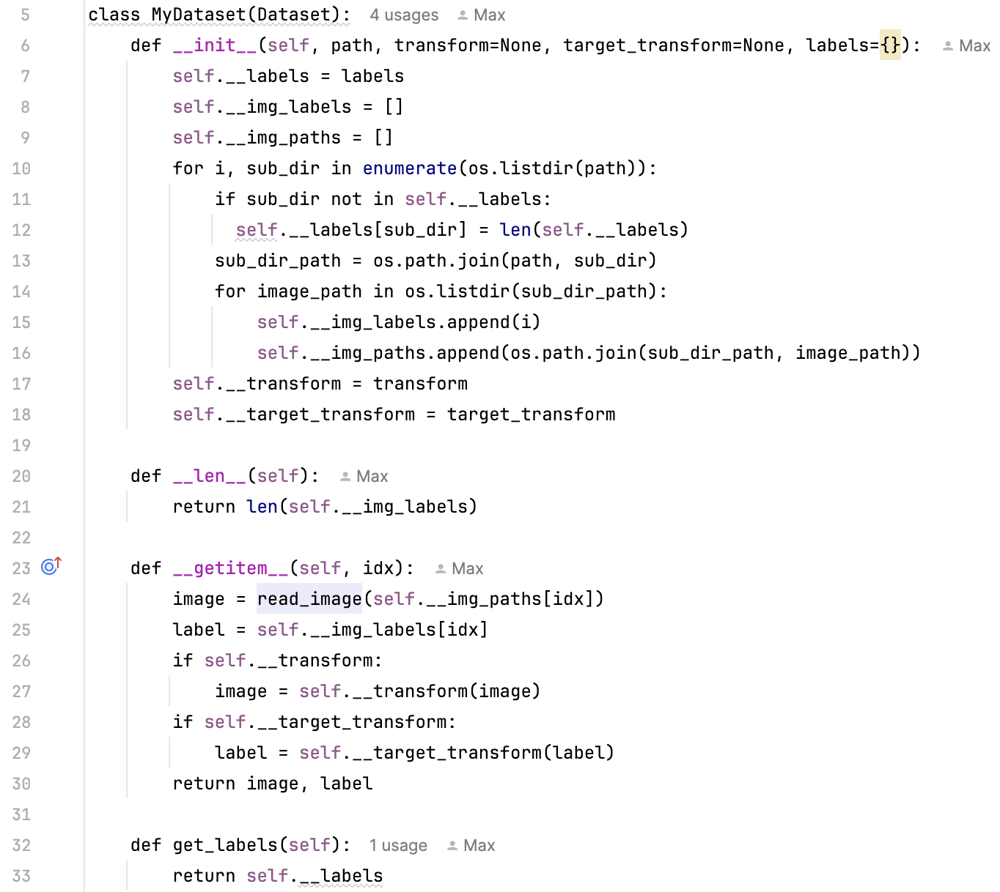 5 class MyDataset(Dataset): 4 usages Max
6     def __init__(self, path, transform=None, target_transform=None, labels={}): Max
7         self.__labels = labels
8         self.__img_labels = []
9         self.__img_paths = []
10         for i, sub_dir in enumerate(os.listdir(path)):
11             if sub_dir not in self.__labels:
12               self.__labels[sub_dir] = len(self.__labels)
13             sub_dir_path = os.path.join(path, sub_dir)
14             for image_path in os.listdir(sub_dir_path):
15                 self.__img_labels.append(i)
16                 self.__img_paths.append(os.path.join(sub_dir_path, image_path))
17         self.__transform = transform
18         self.__target_transform = target_transform
19
20     def __len__(self): Max
21         return len(self.__img_labels)
22
23     def __getitem__(self, idx): Max
24         image = read_image(self.__img_paths[idx])
25         label = self.__img_labels[idx]
26         if self.__transform:
27             image = self.__transform(image)
28         if self.__target_transform:
29             label = self.__target_transform(label)
30         return image, label
31
32     def get_labels(self): 1 usage Max
33         return self.__labels